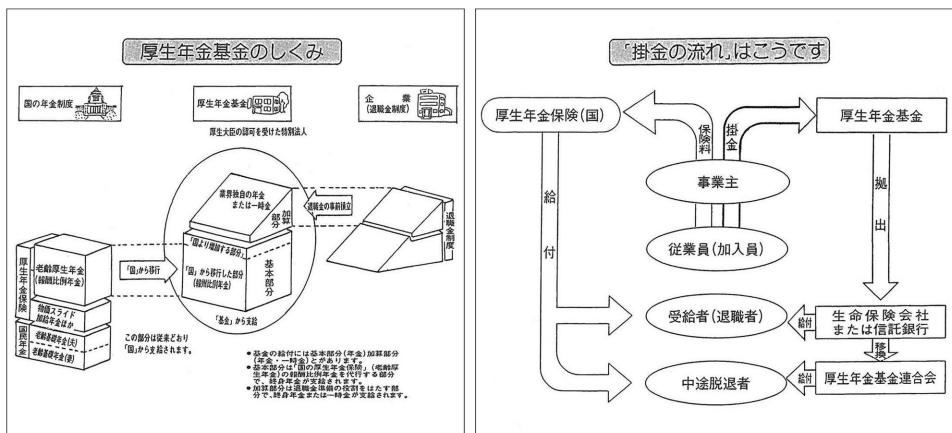 厚生年金基金のしくみ
国の年金制度
厚生年金基金
企業
(退職金制度)
厚生大臣の認可を受けた特別法人
業界独自の年金
または一時金
加算
部分
退職金の事前積立
退職金制度
「国より増加する部分」
「国」から移行した部分
(報酬比例年金)
基本部分
「国」から移行
「基金」から支給
厚生年金保険
老齢厚生年金
(報酬比例年金)
物価スライド
加給年金ほか
国民年金
老齢基礎年金(夫)
老齢基礎年金(妻)
この部分は従来どおり
「国」から支給されます。
●基金の給付には基本部分(年金)加算部分
(年金・一時金)とがあります。
●基本部分は「国の厚生年金保険」(老齢厚
生年金)の報酬比例年金を代行する部分
で、終身年金が支給されます。
●加算部分は退職金準備の役割をはたす部
分で、終身年金または一時金が支給されます。
「掛金の流れ」はこうです
厚生年金保険(国)
保険料
掛金
厚生年金基金
事業主
従業員(加入員)
給付
拠出
受給者(退職者)
給付
生命保険会社
または信託銀行
移換
中途脱退者
給付
厚生年金基金連合会